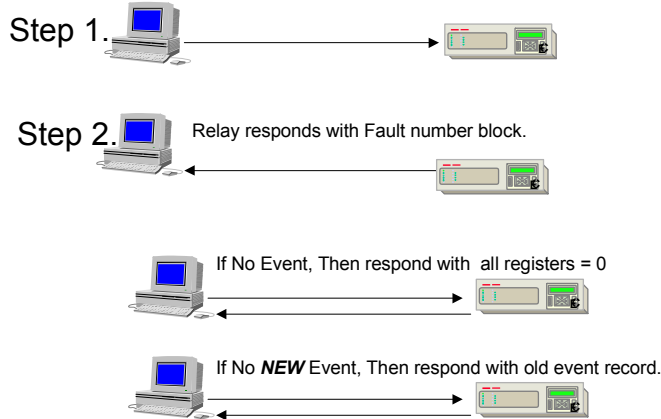 Step 1.
Step 2.
Relay responds with Fault number block.
If No Event, Then respond with all registers = 0
If No NEW Event, Then respond with old event record.